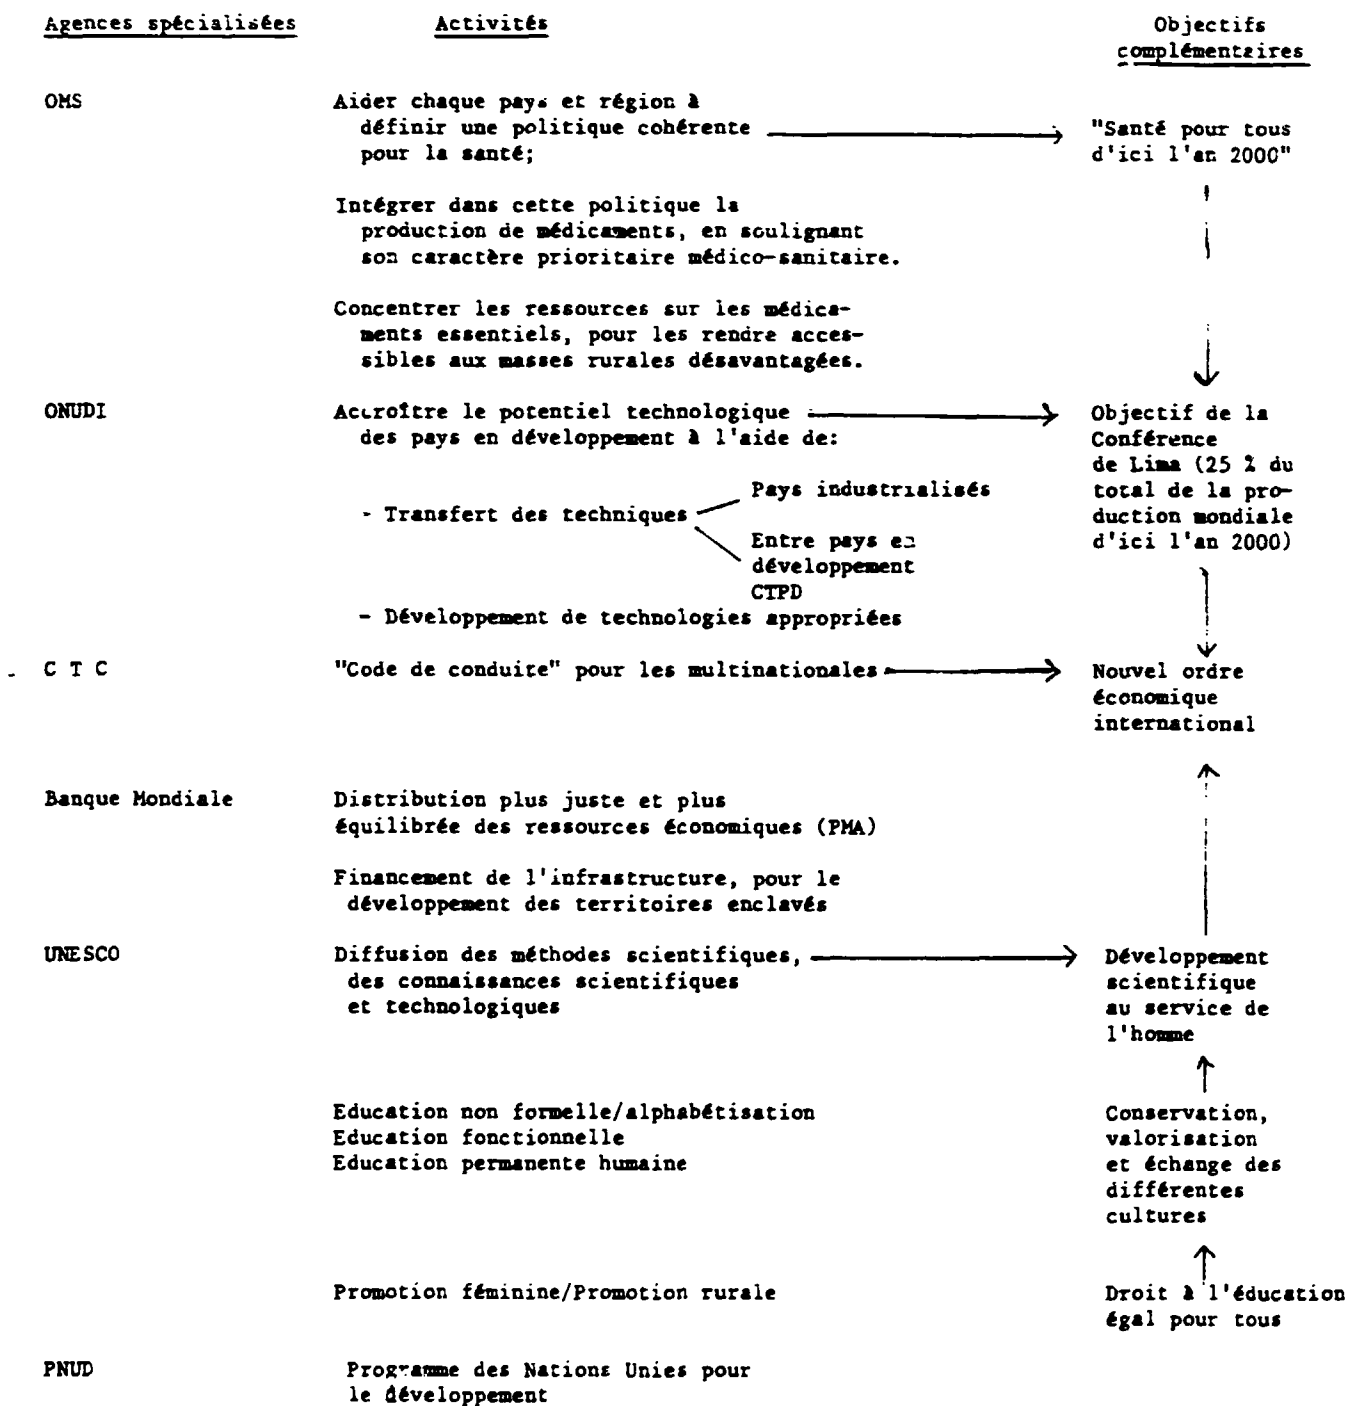 Agences spécialisées
Activités
Objectifs
complémentaires
OMS
Aider chaque pays et région à
définir une politique cohérente
pour la santé;
"Santé pour tous
d'ici l'an 2000"
Intégrer dans cette politique la
production de médicaments, en soulignant
son caractère prioritaire médico-sanitaire.
Concentrer les ressources sur les médica-
ments essentiels, pour les rendre acces-
sibles aux masses rurales désavantagées.
ONUDI
Accroître le potentiel technologique
des pays en développement à l'aide de:
- Transfert des techniques
Pays industrialisés
Entre pays en
développement
CTPD
- Développement de technologies appropriées
Objectif de la
Conférence
de Lima (25 % du
total de la pro-
duction mondiale
d'ici l'an 2000)
C T C
"Code de conduite" pour les multinationales
Nouvel ordre
économique
international
Banque Mondiale
Distribution plus juste et plus
équilibrée des ressources économiques (PMA)
Financement de l'infrastructure, pour le
développement des territoires enclavés
UNESCO
Diffusion des méthodes scientifiques,
des connaissances scientifiques
et technologiques
Développement
scientifique
au service de
l'homme
Education non formelle/alphabétisation
Education fonctionnelle
Education permanente humaine
Conservation,
valorisation
et échange des
différentes
cultures
Promotion féminine/Promotion rurale
Droit à l'éducation
égal pour tous
PNUD
Programme des Nations Unies pour
le développement